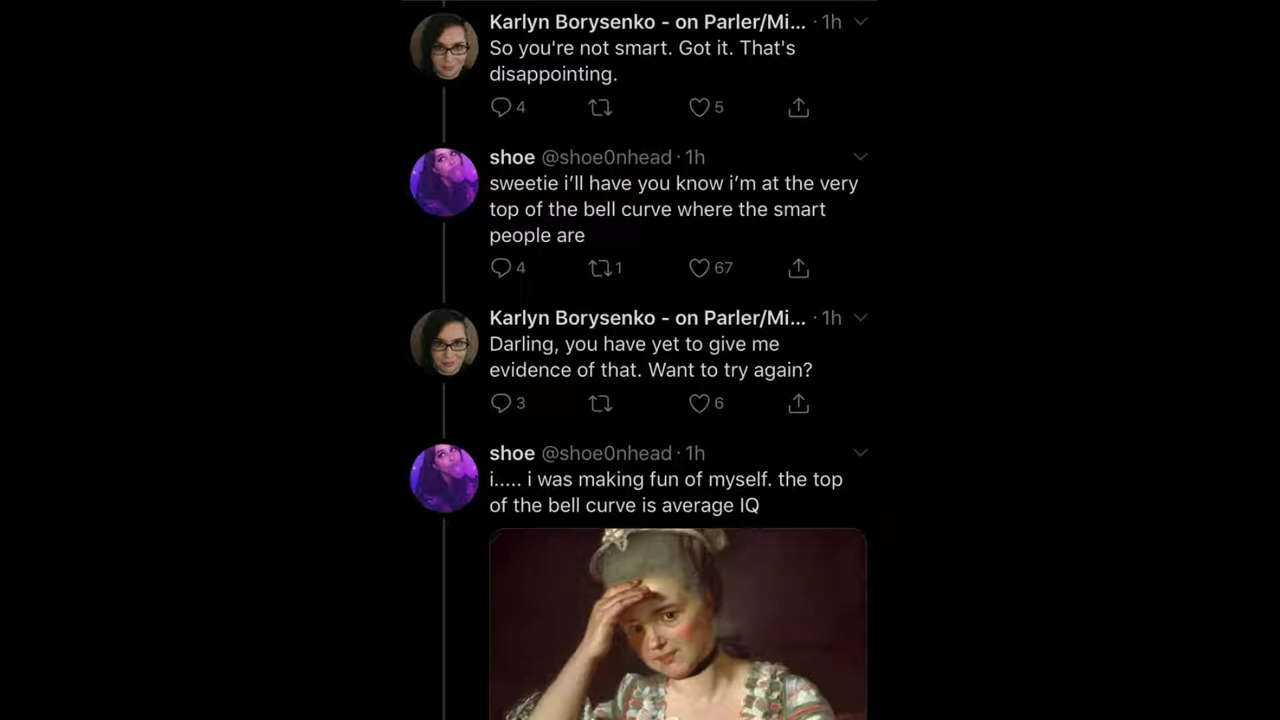 Karlyn Borysenko - on Parler/Mi... · 1h
So you're not smart. Got it. That's
disappointing.
4 5
shoe @shoe0nhead · 1h
sweetie i’ll have you know i’m at the very
top of the bell curve where the smart
people are
4 1 67
Karlyn Borysenko - on Parler/Mi... · 1h
Darling, you have yet to give me
evidence of that. Want to try again?
3 6
shoe @shoe0nhead · 1h
i..... i was making fun of myself. the top
of the bell curve is average IQ